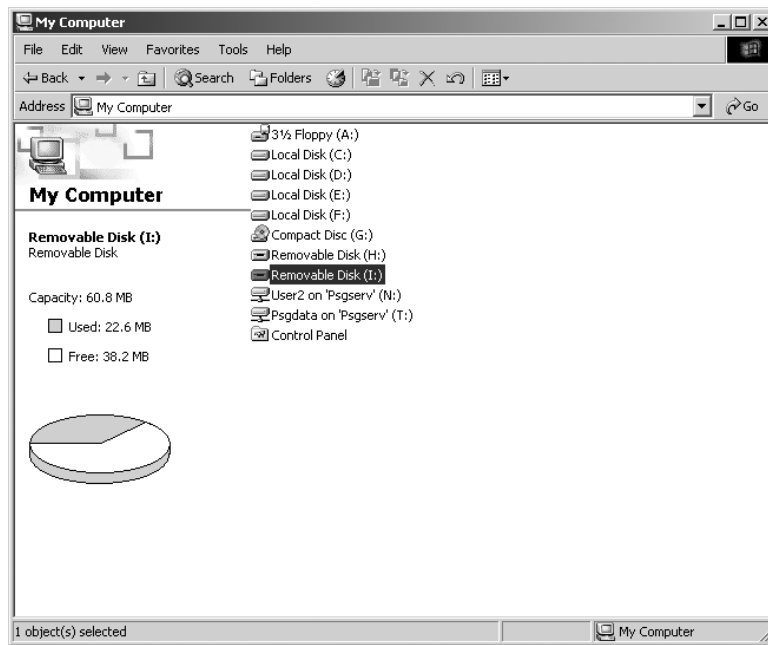 My Computer
File Edit View Favorites Tools Help
Back Search Folders
Address My Computer Go
My Computer
Removable Disk (I:)
Removable Disk
Capacity: 60.8 MB
Used: 22.6 MB
Free: 38.2 MB
3½ Floppy (A:)
Local Disk (C:)
Local Disk (D:)
Local Disk (E:)
Local Disk (F:)
Compact Disc (G:)
Removable Disk (H:)
Removable Disk (I:)
User2 on 'Psgserv' (N:)
Psgdata on 'Psgserv' (T:)
Control Panel
1 object(s) selected
My Computer